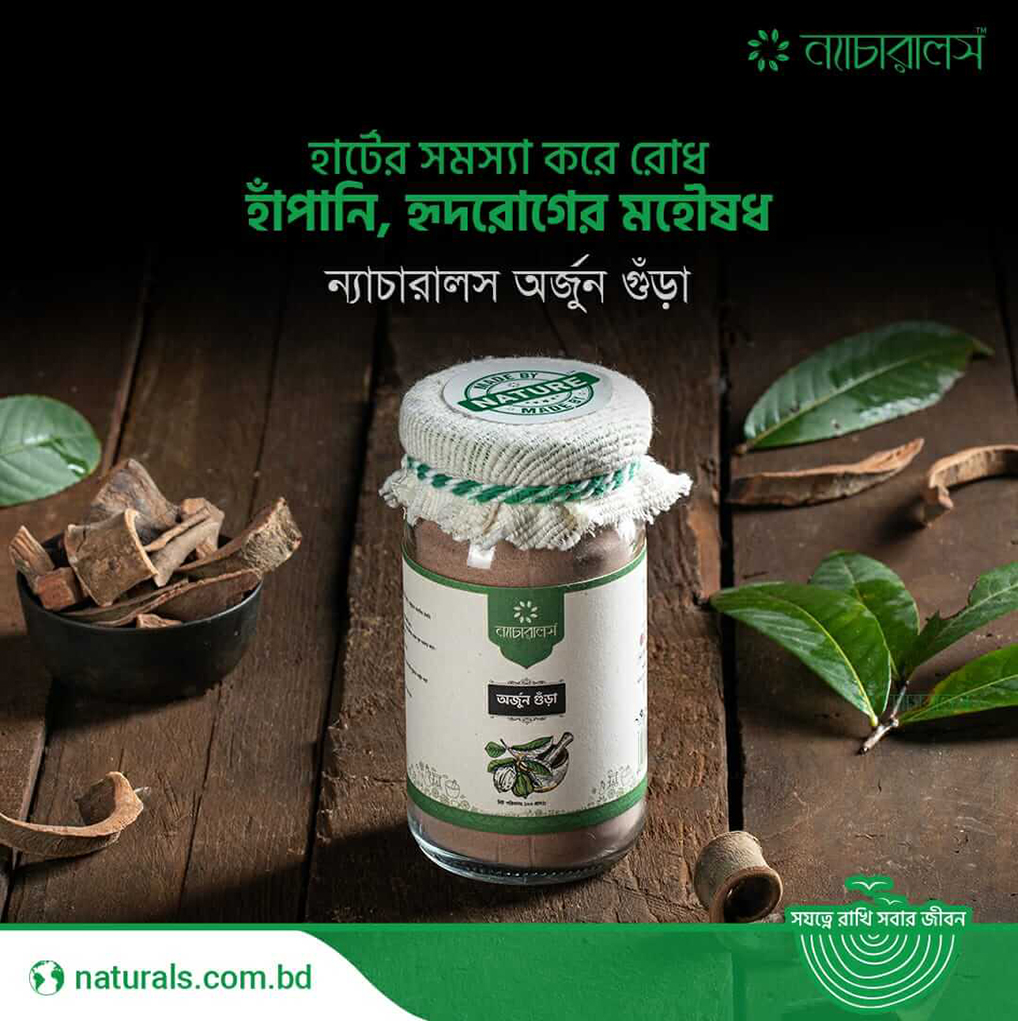 ন্যাচারালস™
হার্টের সমস্যা করে রোধ
হাঁপানি, হৃদরোগের মহৌষধ
ন্যাচারালস অর্জুন গুঁড়া
MADE BY
NATURE
MADE BY
ন্যাচারালস
অর্জুন গুঁড়া
সযত্নে রাখি সবার জীবন
naturals.com.bd